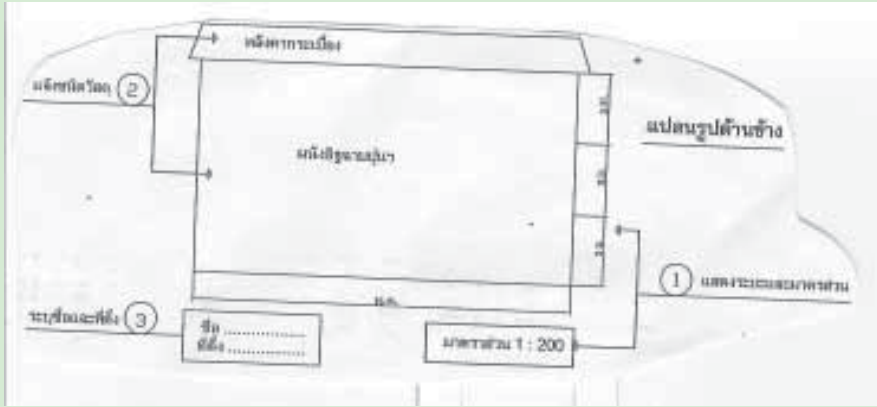 หลังคากระเบื้อง
แจ้งชนิดวัสดุ 2
แปลนรูปด้านข้าง
ผนังอิฐฉาบปูนฯ
1 แสดงระยะและมาตราส่วน
ระบุชื่อและที่ตั้ง 3
ชื่อ ................
ที่ตั้ง ................
มาตราส่วน 1 : 200